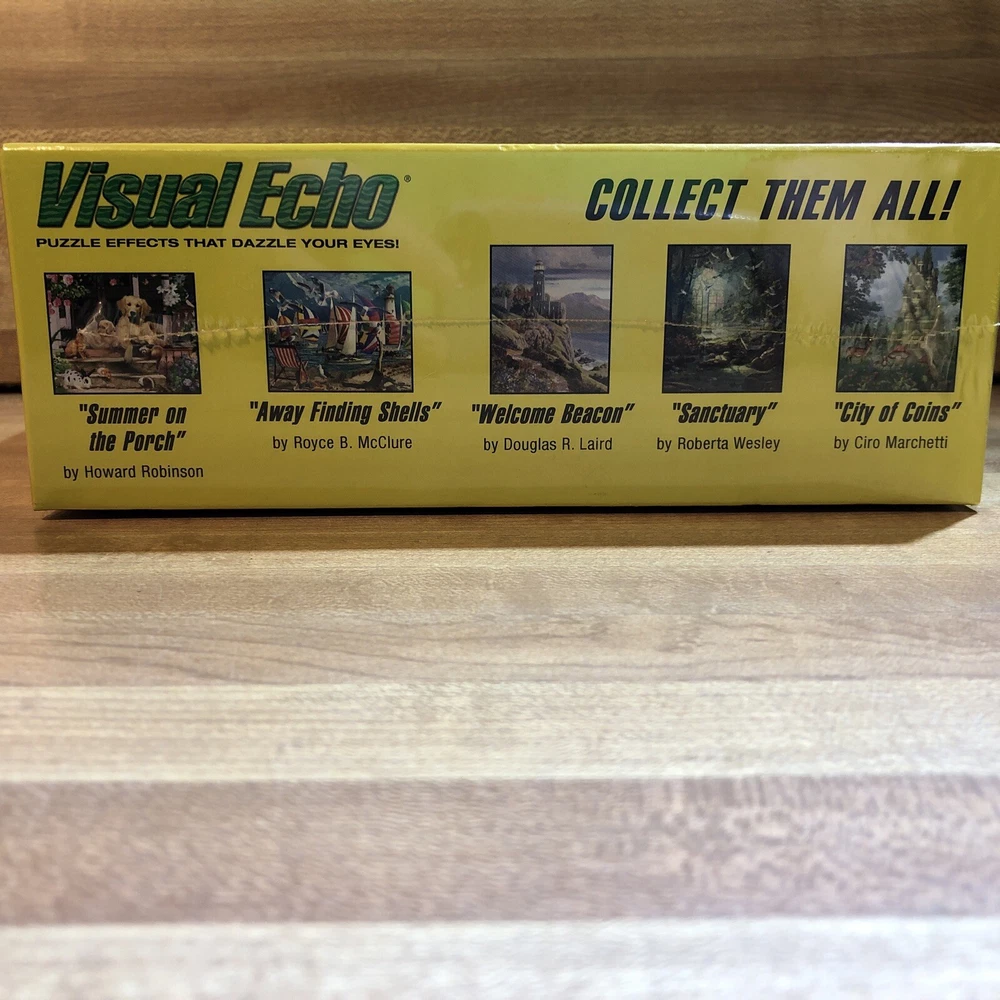 Visual Echo®
PUZZLE EFFECTS THAT DAZZLE YOUR EYES!
COLLECT THEM ALL!
"Summer on
the Porch"
by Howard Robinson
"Away Finding Shells"
by Royce B. McClure
"Welcome Beacon"
by Douglas R. Laird
"Sanctuary"
by Roberta Wesley
"City of Coins"
by Ciro Marchetti